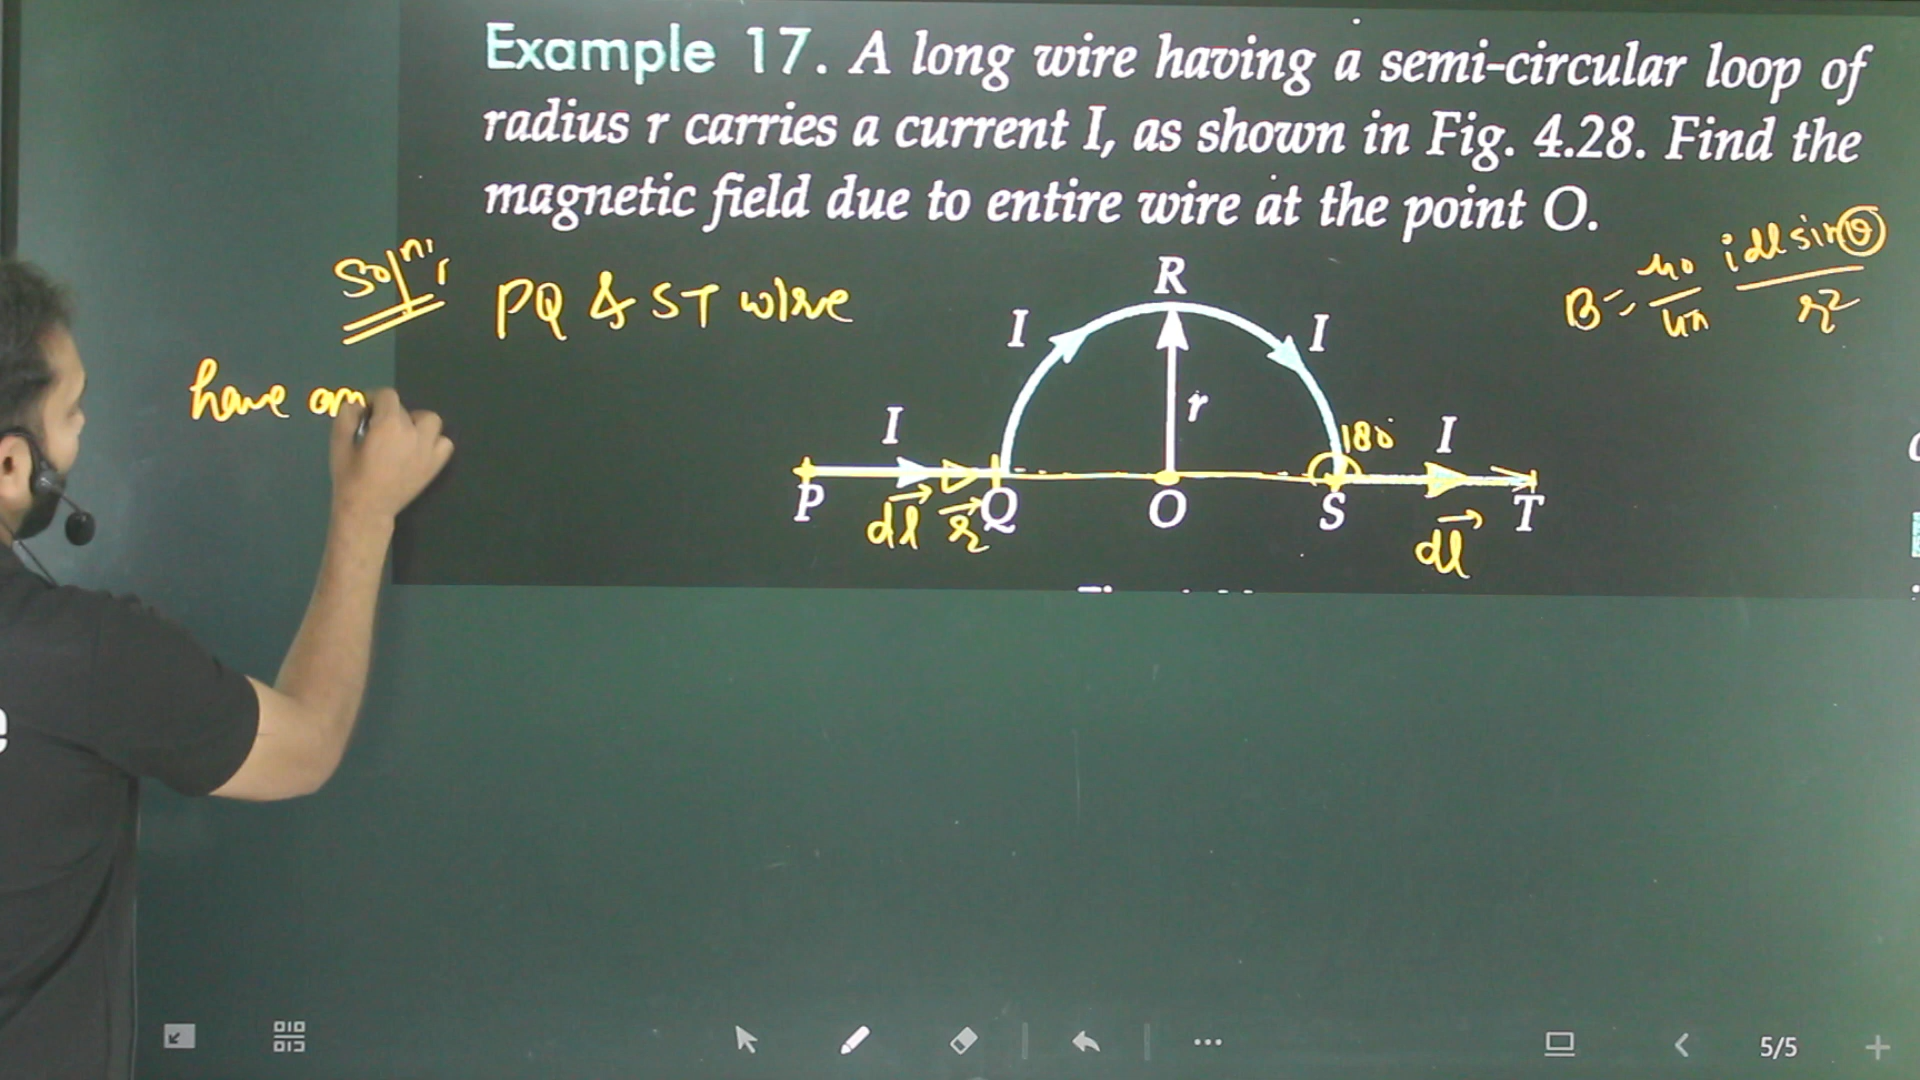 Example 17. A long wire having a semi-circular loop of
radius r carries a current I, as shown in Fig. 4.28. Find the
magnetic field due to entire wire at the point O.
Soln:
PQ & ST wire
have an
B = μ0/4π idl sinθ/r²
R
I
I
r
I
180°
I
P
Q
O
S
T
dl
r
dl
5/5